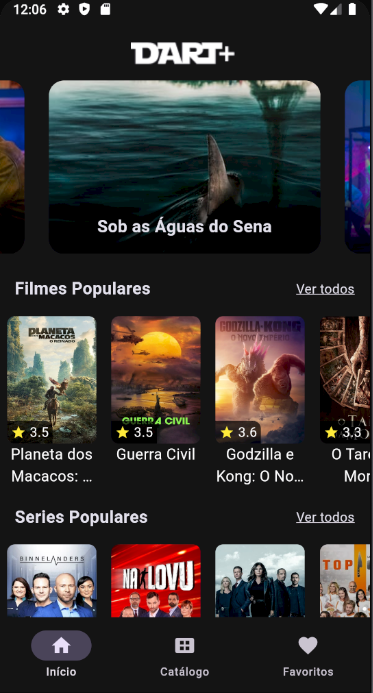 12:06
DART+
Sob as Águas do Sena
Filmes Populares
Ver todos
PLANETA
DOS MACACOS
O REINADO
GUERRA CIVIL
GODZILLA E KONG
O NOVO IMPÉRIO
3.5
3.5
3.6
3.3
Planeta dos
Macacos: ...
Guerra Civil
Godzilla e
Kong: O No...
O Tar
Mor
Series Populares
Ver todos
BINNELANDERS
NA LOVU
TOP
Início
Catálogo
Favoritos